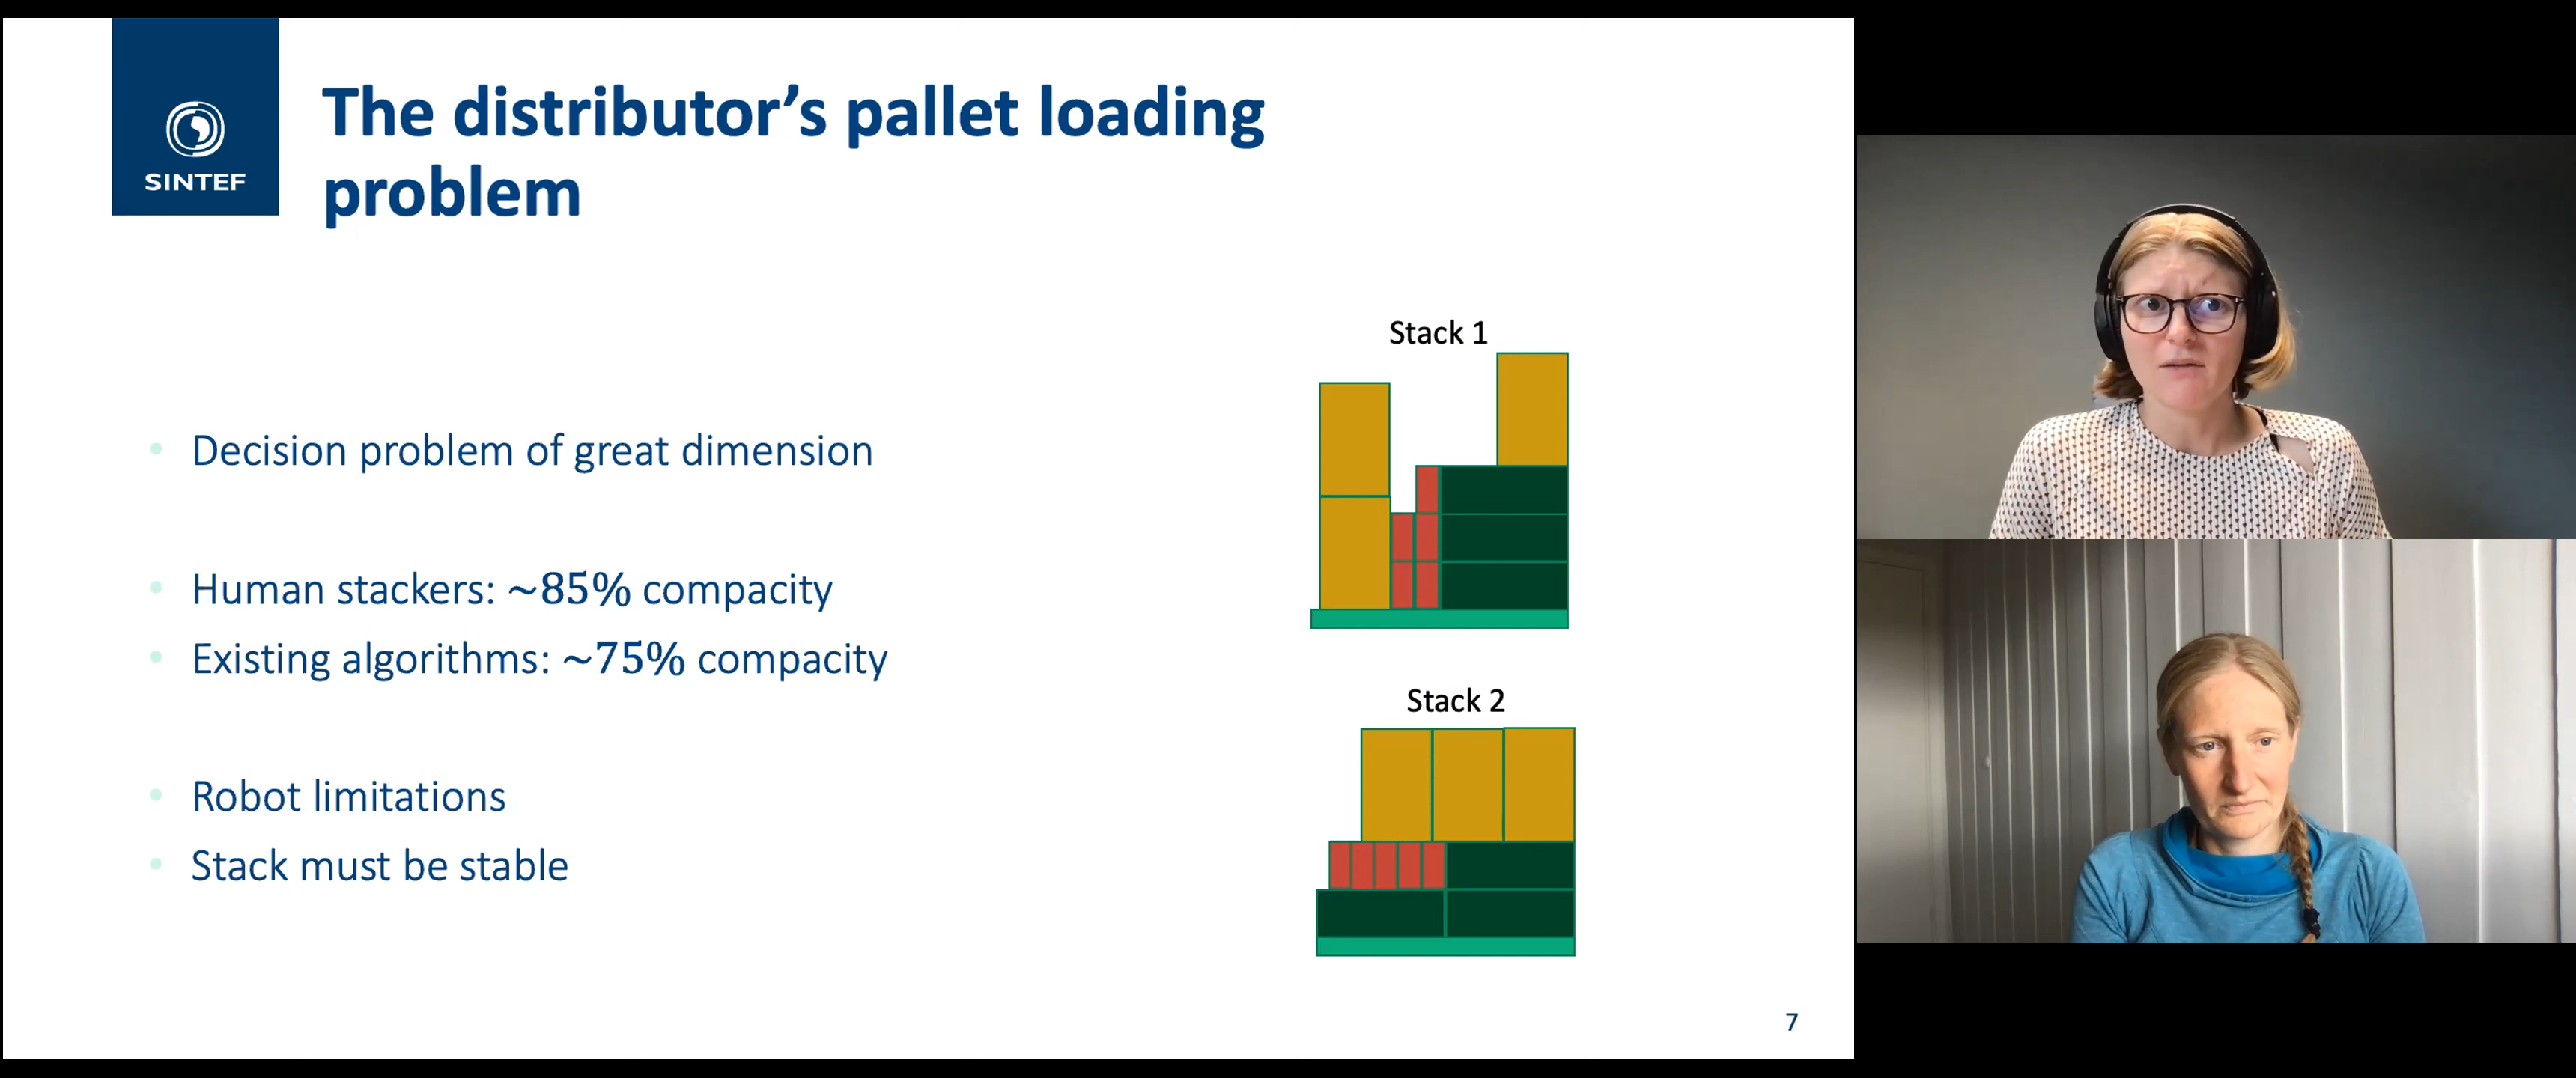 SINTEF
The distributor’s pallet loading
problem
• Decision problem of great dimension
• Human stackers: ~85% compacity
• Existing algorithms: ~75% compacity
• Robot limitations
• Stack must be stable
Stack 1
Stack 2
7